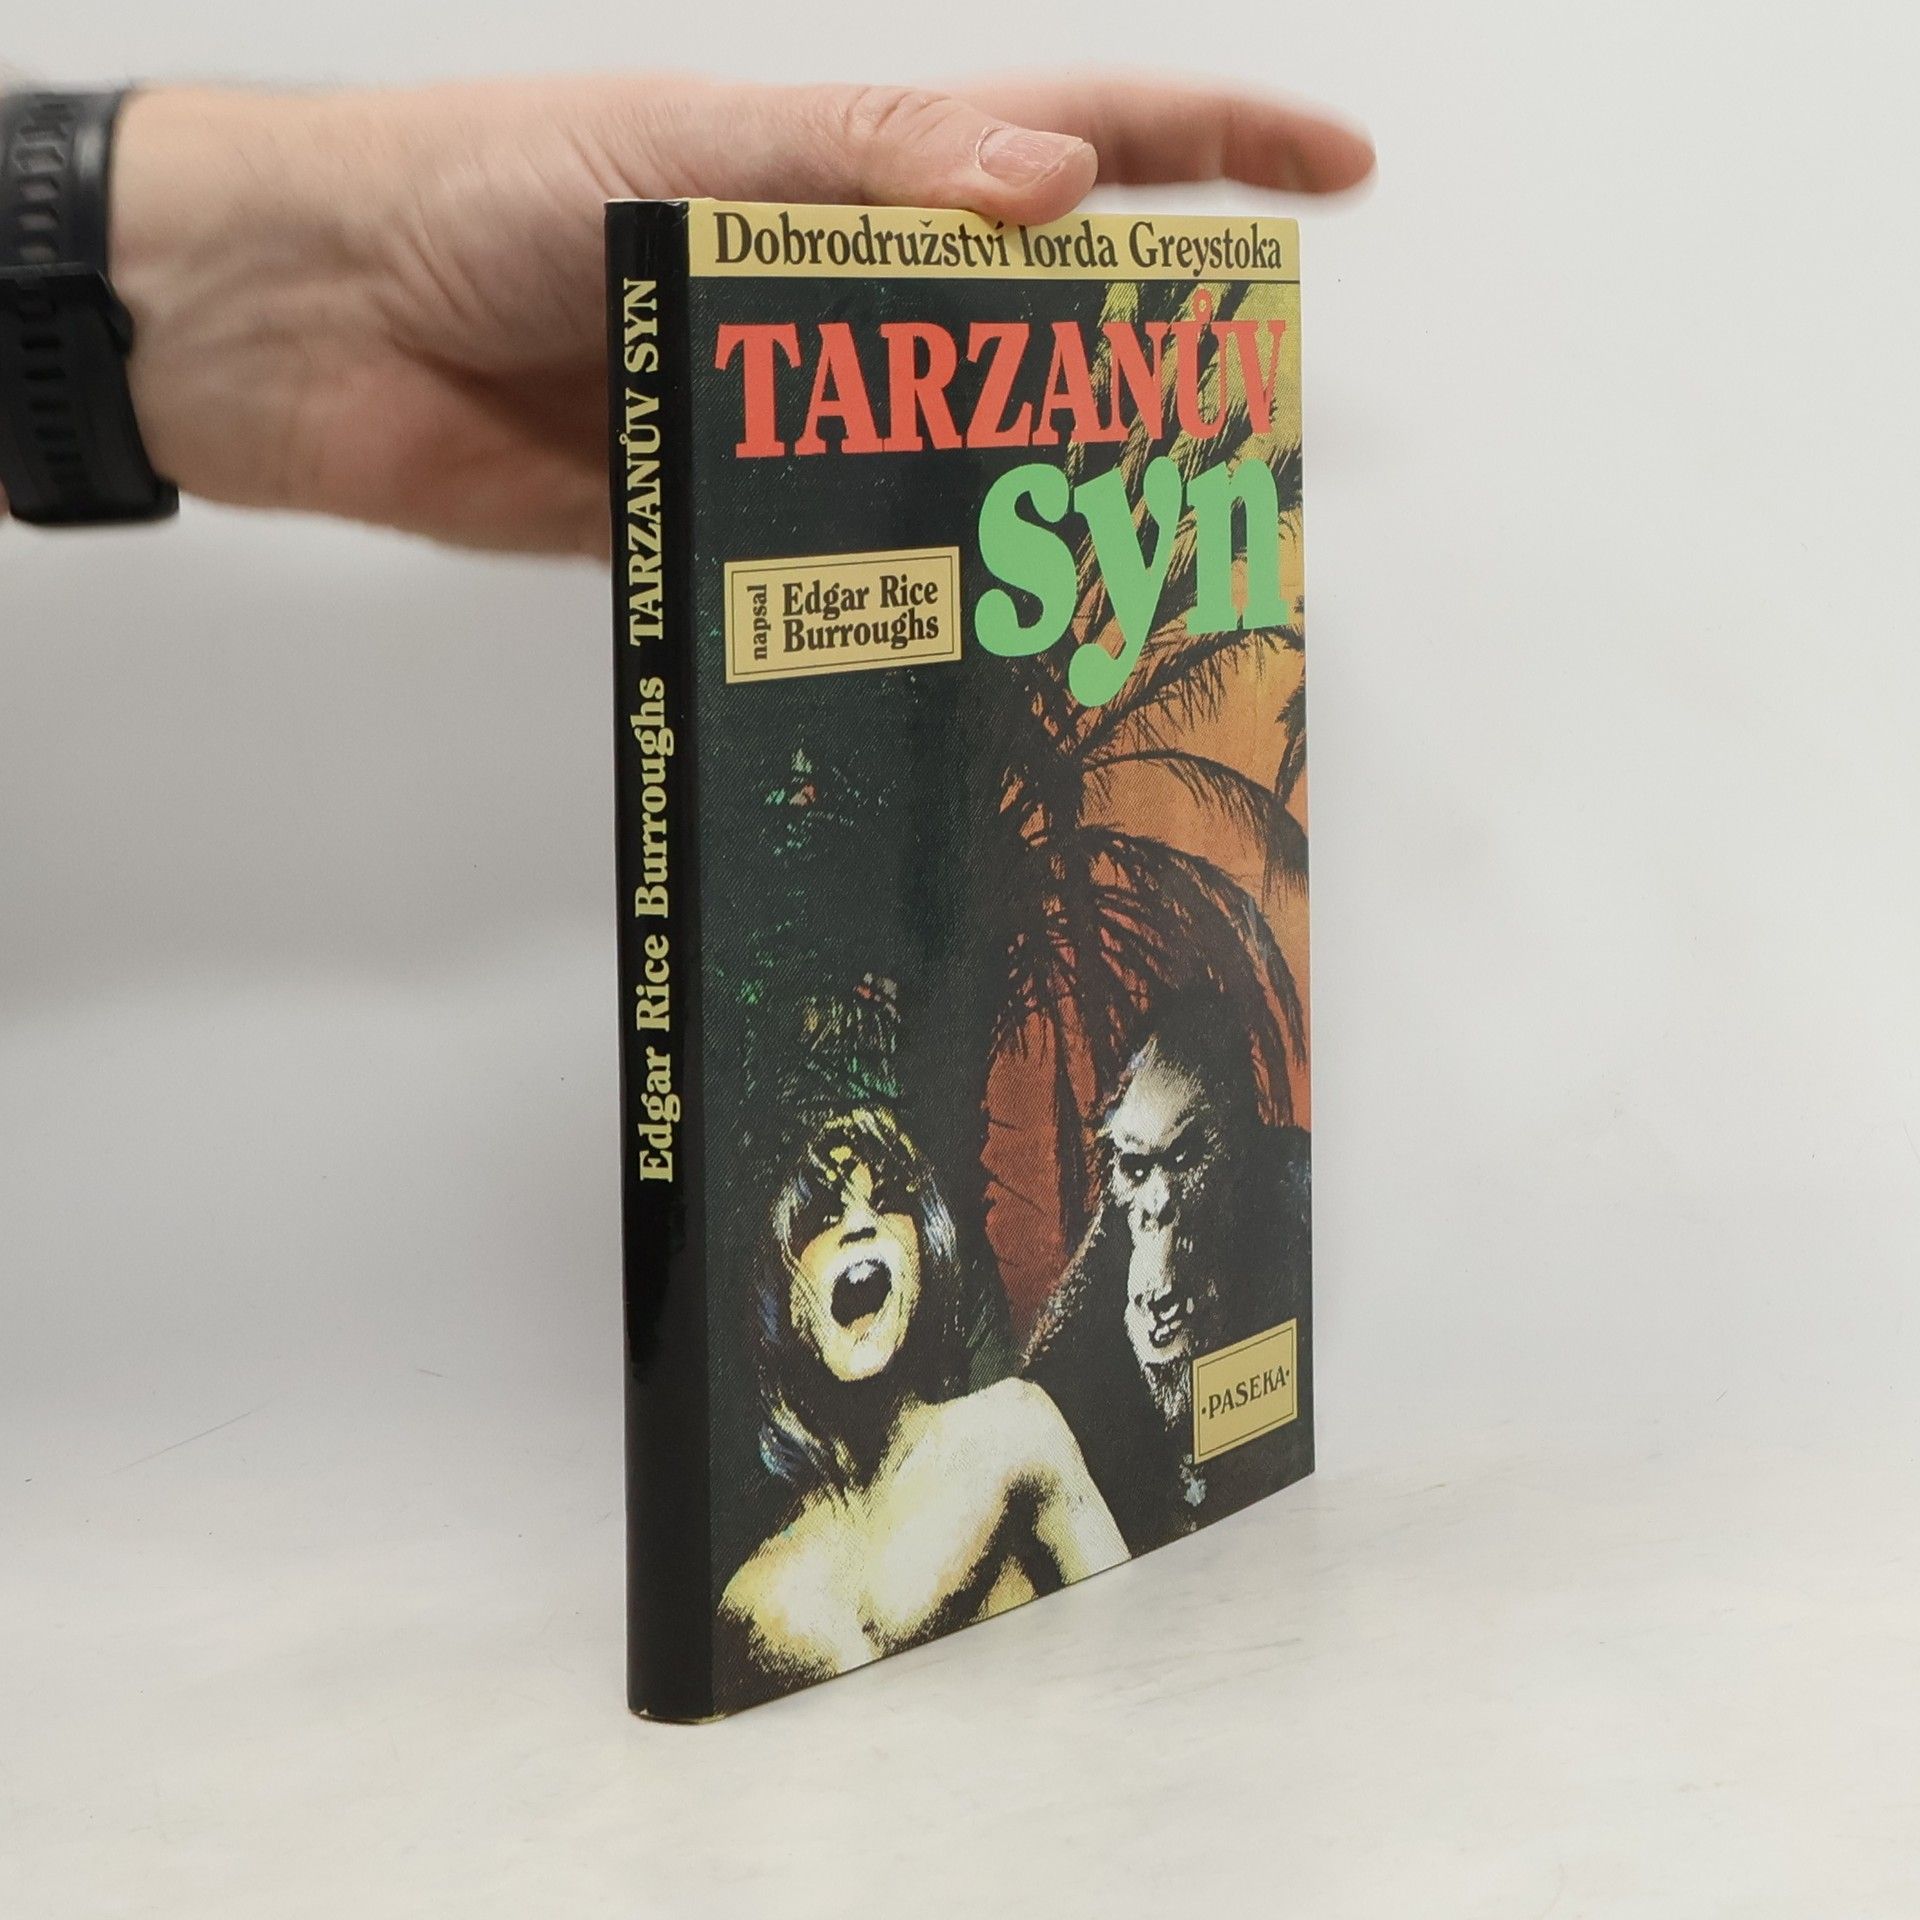 Dobrodružství lorda Greystoka
TARZANŮV
syn
napsal
Edgar Rice
Burroughs
·PASEKA·
Edgar Rice Burroughs TARZANŮV SYN